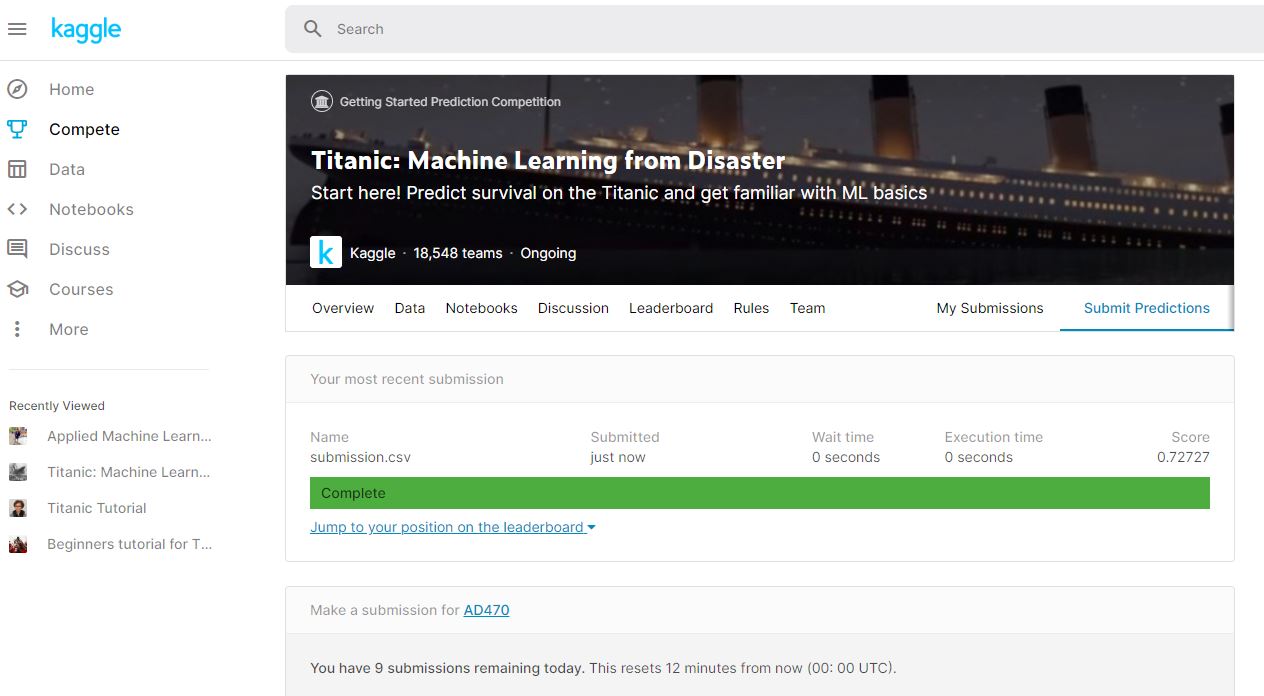 kaggle
Search
Home
Compete
Data
Notebooks
Discuss
Courses
More
Recently Viewed
Applied Machine Learn...
Titanic: Machine Learn...
Titanic Tutorial
Beginners tutorial for T...
Getting Started Prediction Competition
Titanic: Machine Learning from Disaster
Start here! Predict survival on the Titanic and get familiar with ML basics
k Kaggle · 18,548 teams · Ongoing
Overview Data Notebooks Discussion Leaderboard Rules Team My Submissions Submit Predictions
Your most recent submission
Name Submitted Wait time Execution time Score
submission.csv just now 0 seconds 0 seconds 0.72727
Complete
Jump to your position on the leaderboard
Make a submission for AD470
You have 9 submissions remaining today. This resets 12 minutes from now (00: 00 UTC).